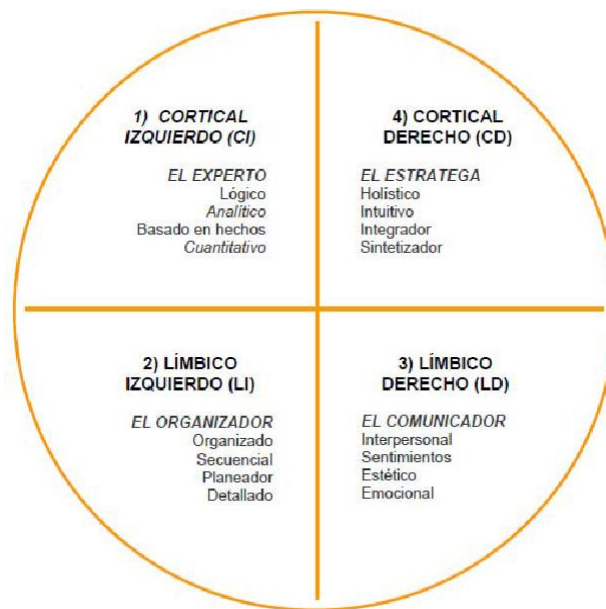 1) CORTICAL
IZQUIERDO (CI)
EL EXPERTO
Lógico
Analítico
Basado en hechos
Cuantitativo
4) CORTICAL
DERECHO (CD)
EL ESTRATEGA
Holístico
Intuitivo
Integrador
Sintetizador
2) LÍMBICO
IZQUIERDO (LI)
EL ORGANIZADOR
Organizado
Secuencial
Planeador
Detallado
3) LÍMBICO
DERECHO (LD)
EL COMUNICADOR
Interpersonal
Sentimientos
Estético
Emocional